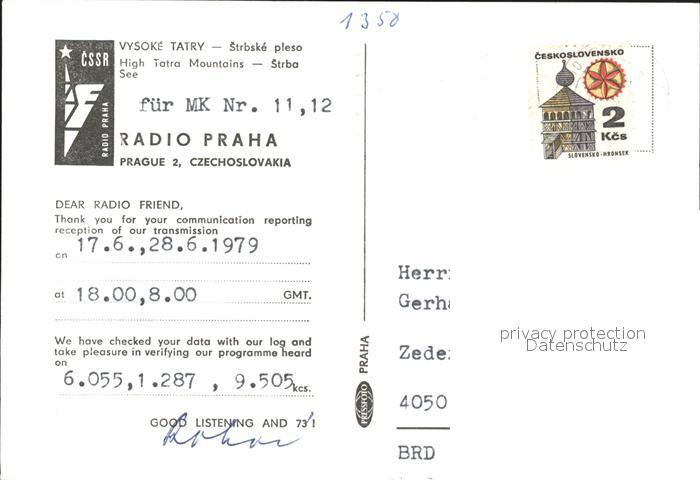 1350
ČSSR
RADIO PRAHA
VYSOKÉ TATRY — Štrbské pleso
High Tatra Mountains — Štrba
See
für MK Nr. 11,12
RADIO PRAHA
PRAGUE 2, CZECHOSLOVAKIA
DEAR RADIO FRIEND,
Thank you for your communication reporting
reception of our transmission
on 17.6.,28.6.1979
at 18.00,8.00 GMT.
We have checked your data with our log and
take pleasure in verifying our programme heard
on
6.055,1.287 , 9.505 kcs.
GOOD LISTENING AND 73'!
PRESSFOTO PRAHA
ČESKOSLOVENSKO
2
Kčs
SLOVENSKO-HRONSEK
Herr
Gerha
privacy protection
Datenschutz
Zede
4050
BRD